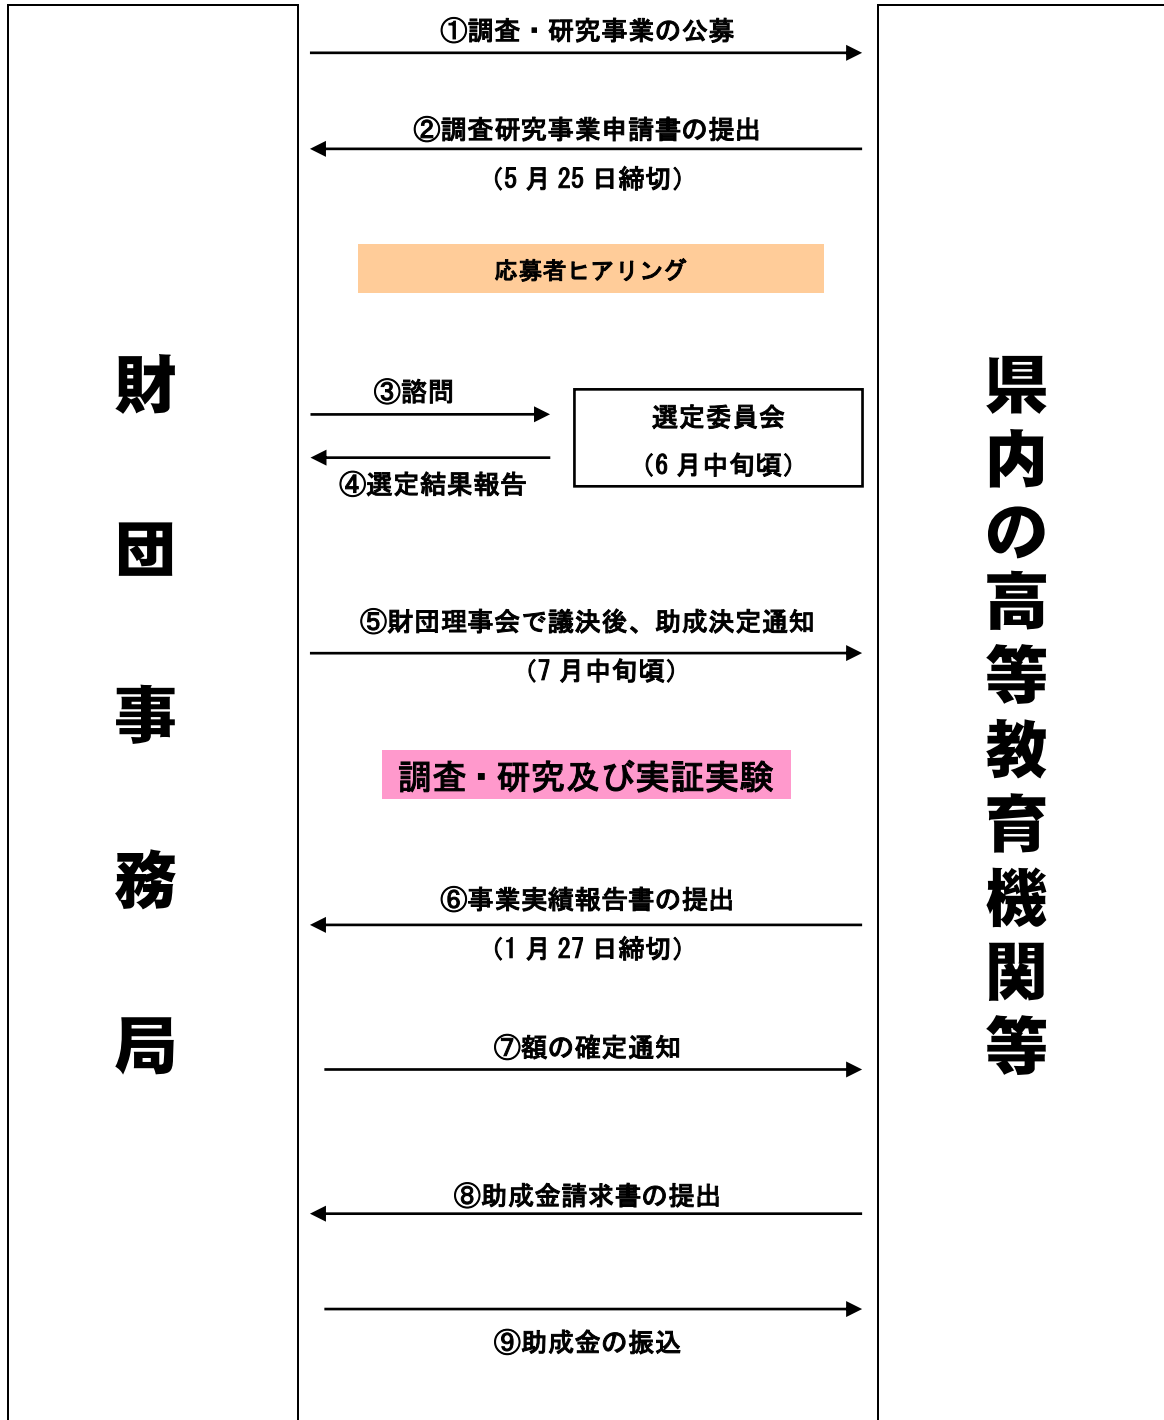 ①調査・研究事業の公募
②調査研究事業申請書の提出
(5 月 25 日締切)
応募者ヒアリング
③諮問
選定委員会
(6 月中旬頃)
④選定結果報告
⑤財団理事会で議決後、助成決定通知
(7 月中旬頃)
調査・研究及び実証実験
⑥事業実績報告書の提出
(1 月 27 日締切)
⑦額の確定通知
⑧助成金請求書の提出
⑨助成金の振込
財団事務局
県内の高等教育機関等